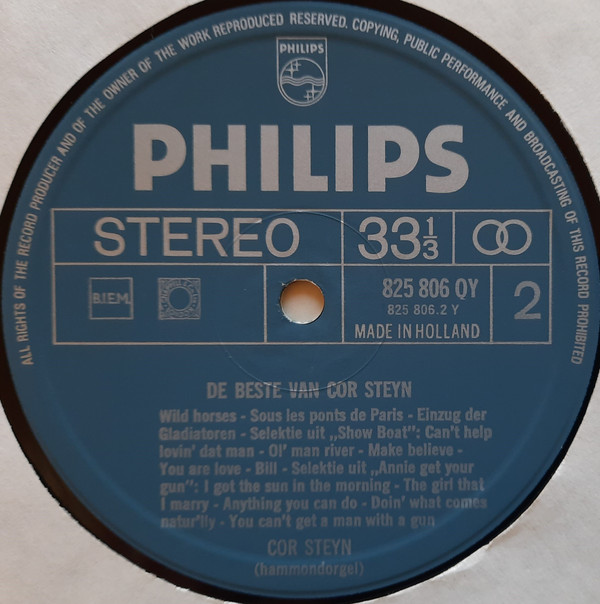 ALL RIGHTS OF THE RECORD PRODUCER AND OF THE OWNER OF THE WORK REPRODUCED RESERVED. COPYING, PUBLIC PERFORMANCE AND BROADCASTING OF THIS RECORD PROHIBITED
PHILIPS
PHILIPS
STEREO 33 1/3
B.I.E.M. 825 806 QY 2
825 806.2 Y
MADE IN HOLLAND
DE BESTE VAN COR STEYN
Wild horses - Sous les ponts de Paris - Einzug der
Gladiatoren - Selektie uit „Show Boat": Can't help
lovin' dat man - Ol' man river - Make believe -
You are love - Bill - Selektie uit „Annie get your
gun": I got the sun in the morning - The girl that
I marry - Anything you can do - Doin' what comes
natur'lly - You can't get a man with a gun
COR STEYN
(hammondorgel)